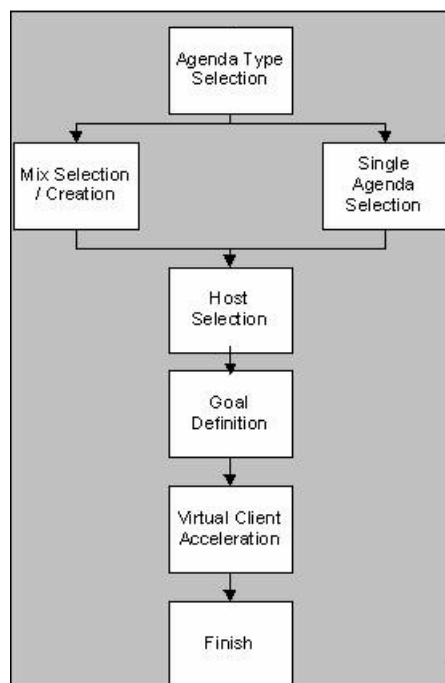 Agenda Type
Selection
Mix Selection
/ Creation
Single
Agenda
Selection
Host
Selection
Goal
Definition
Virtual Client
Acceleration
Finish